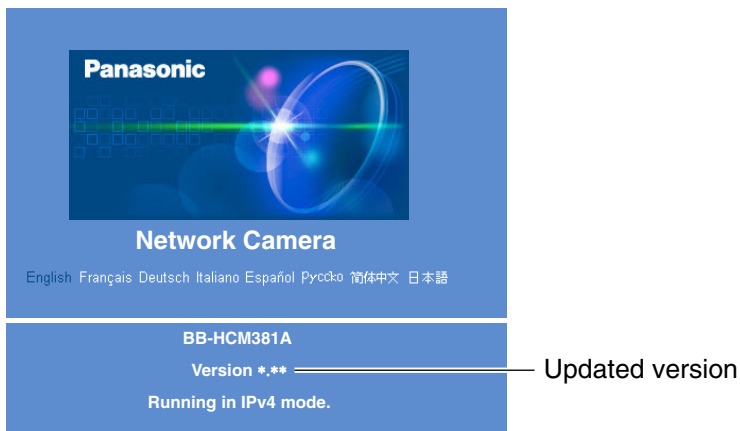 Panasonic
Network Camera
English Français Deutsch Italiano Español Русско 简体中文 日本語
BB-HCM381A
Version *.**
Updated version
Running in IPv4 mode.